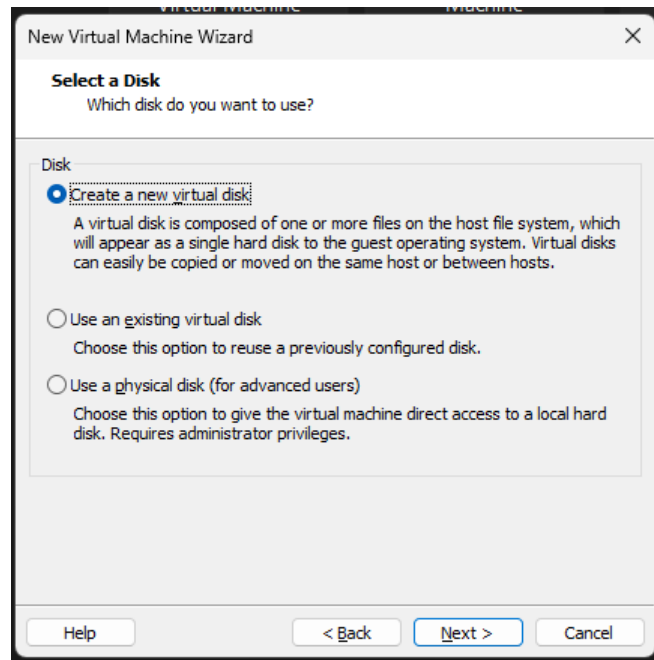 Virtual Machine Machine
New Virtual Machine Wizard
Select a Disk
Which disk do you want to use?
Disk
Create a new virtual disk
A virtual disk is composed of one or more files on the host file system, which
will appear as a single hard disk to the guest operating system. Virtual disks
can easily be copied or moved on the same host or between hosts.
Use an existing virtual disk
Choose this option to reuse a previously configured disk.
Use a physical disk (for advanced users)
Choose this option to give the virtual machine direct access to a local hard
disk. Requires administrator privileges.
Help < Back Next > Cancel